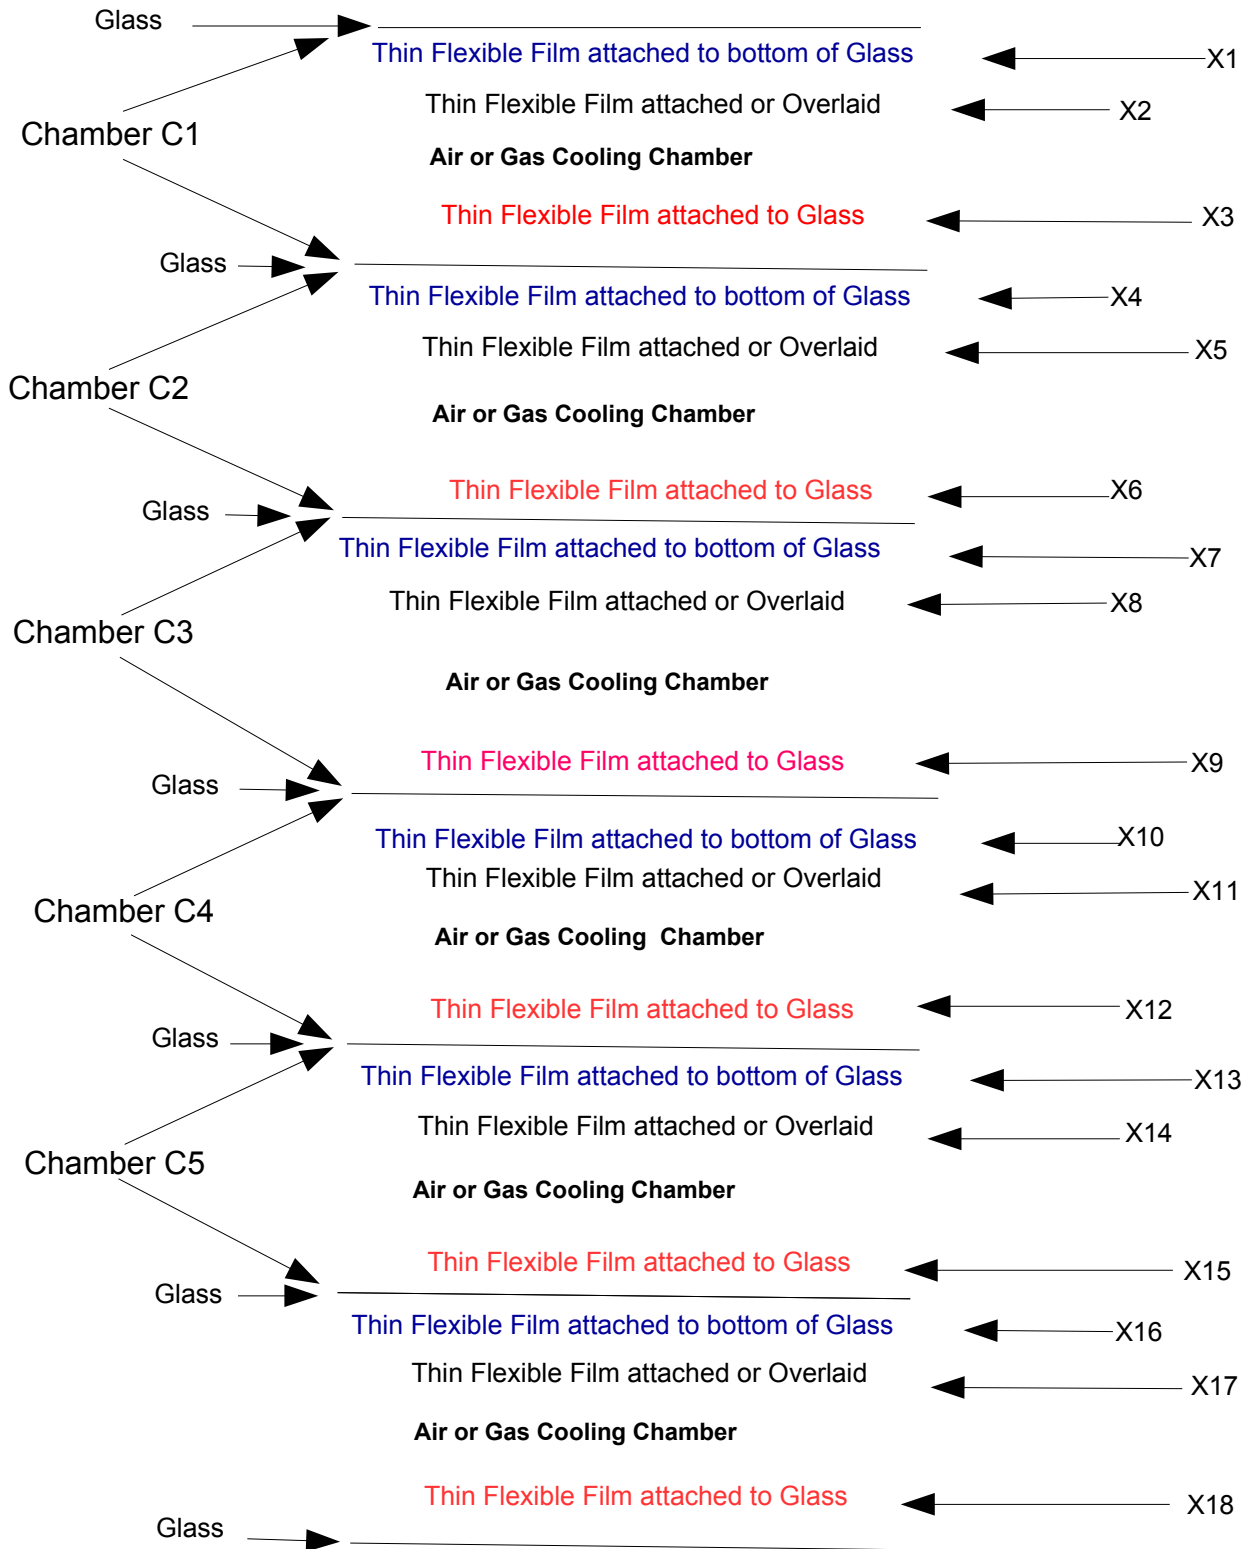 Glass
Thin Flexible Film attached to bottom of Glass
X1
Thin Flexible Film attached or Overlaid
X2
Chamber C1
Air or Gas Cooling Chamber
Thin Flexible Film attached to Glass
X3
Glass
Thin Flexible Film attached to bottom of Glass
X4
Thin Flexible Film attached or Overlaid
X5
Chamber C2
Air or Gas Cooling Chamber
Thin Flexible Film attached to Glass
X6
Glass
Thin Flexible Film attached to bottom of Glass
X7
Thin Flexible Film attached or Overlaid
X8
Chamber C3
Air or Gas Cooling Chamber
Thin Flexible Film attached to Glass
X9
Glass
Thin Flexible Film attached to bottom of Glass
X10
Thin Flexible Film attached or Overlaid
X11
Chamber C4
Air or Gas Cooling Chamber
Thin Flexible Film attached to Glass
X12
Glass
Thin Flexible Film attached to bottom of Glass
X13
Thin Flexible Film attached or Overlaid
X14
Chamber C5
Air or Gas Cooling Chamber
Thin Flexible Film attached to Glass
X15
Glass
Thin Flexible Film attached to bottom of Glass
X16
Thin Flexible Film attached or Overlaid
X17
Air or Gas Cooling Chamber
Thin Flexible Film attached to Glass
X18
Glass